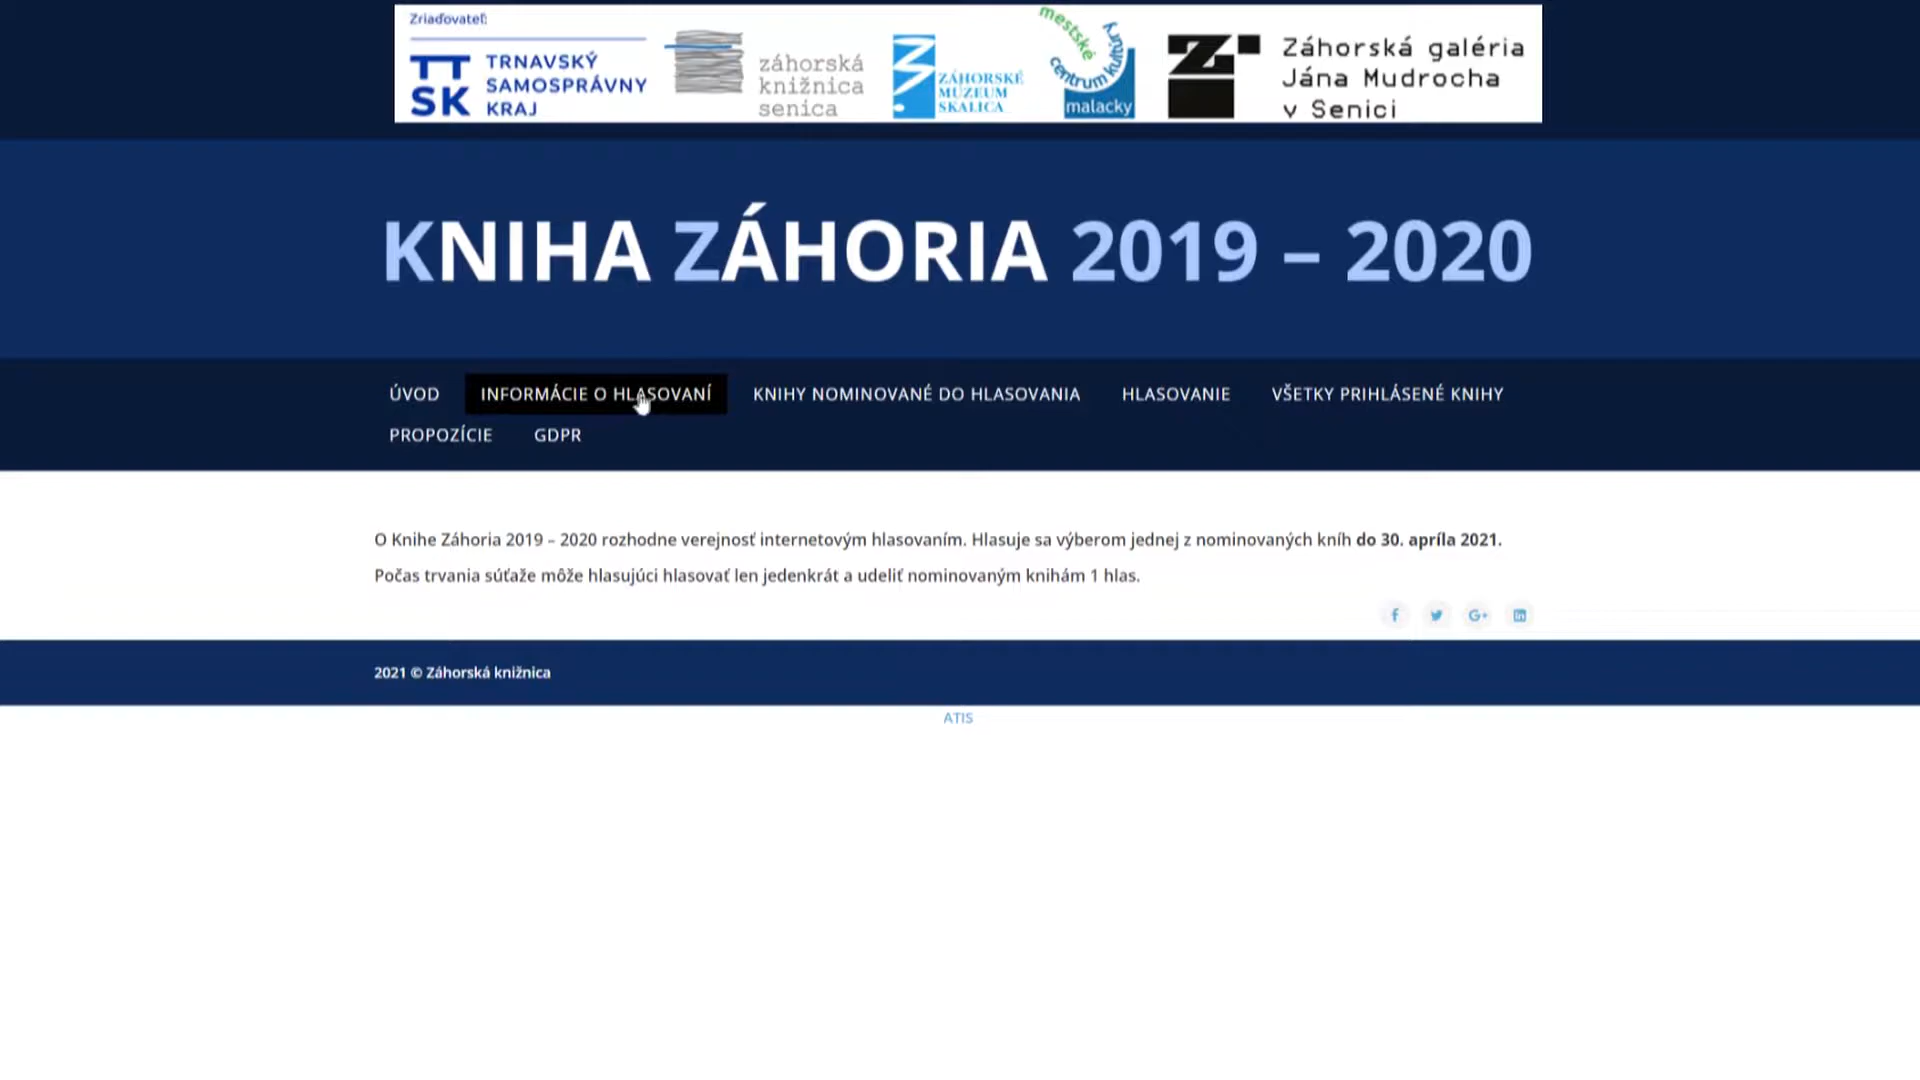 Zriaďovateľ:
TT
SK
TRNAVSKÝ
SAMOSPRÁVNY
KRAJ
záhorská
knižnica
senica
ZÁHORSKÉ
MÚZEUM
SKALICA
mestské
centrum kultúry
malacky
Záhorská galéria
Jána Mudrocha
v Senici
KNIHA ZÁHORIA 2019 – 2020
ÚVOD INFORMÁCIE O HLASOVANÍ KNIHY NOMINOVANÉ DO HLASOVANIA HLASOVANIE VŠETKY PRIHLÁSENÉ KNIHY
PROPOZÍCIE GDPR
O Knihe Záhoria 2019 – 2020 rozhodne verejnosť internetovým hlasovaním. Hlasuje sa výberom jednej z nominovaných kníh do 30. apríla 2021.
Počas trvania súťaže môže hlasujúci hlasovať len jedenkrát a udeliť nominovaným knihám 1 hlas.
2021 © Záhorská knižnica
ATIS